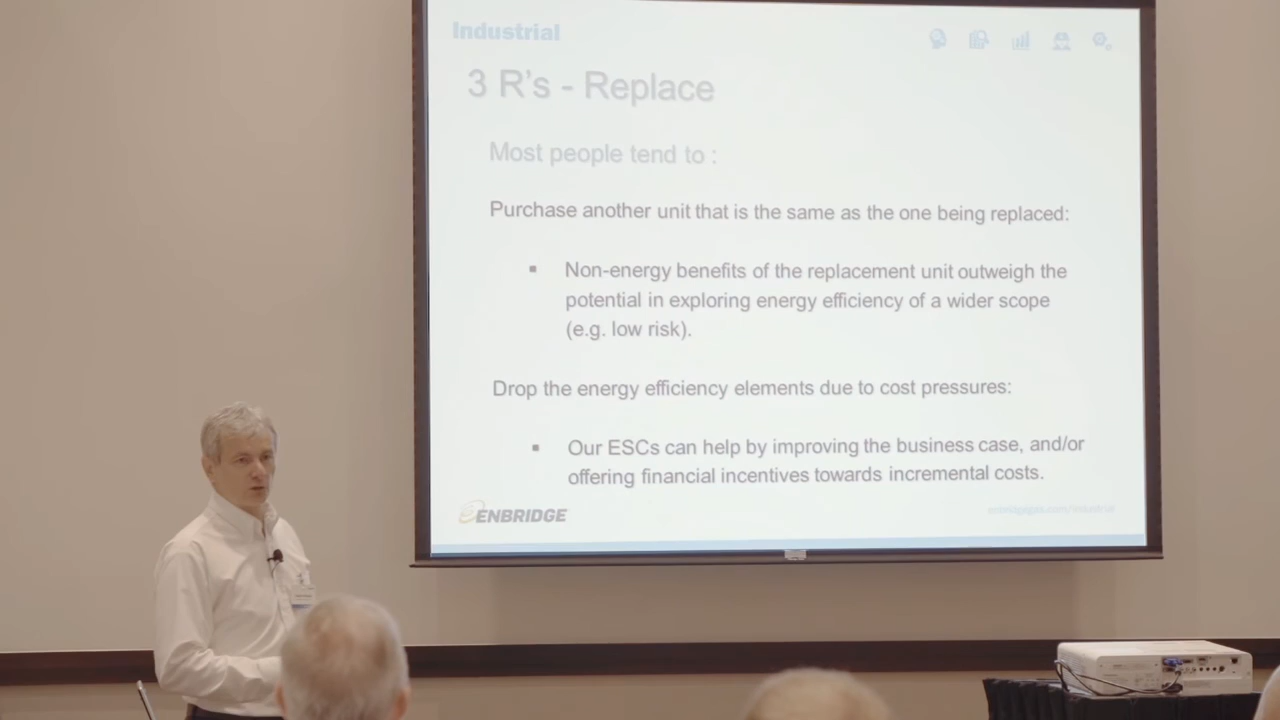 Industrial
3 R's - Replace
Most people tend to :
Purchase another unit that is the same as the one being replaced:
▪ Non-energy benefits of the replacement unit outweigh the
potential in exploring energy efficiency of a wider scope
(e.g. low risk).
Drop the energy efficiency elements due to cost pressures:
▪ Our ESCs can help by improving the business case, and/or
offering financial incentives towards incremental costs.
ENBRIDGE